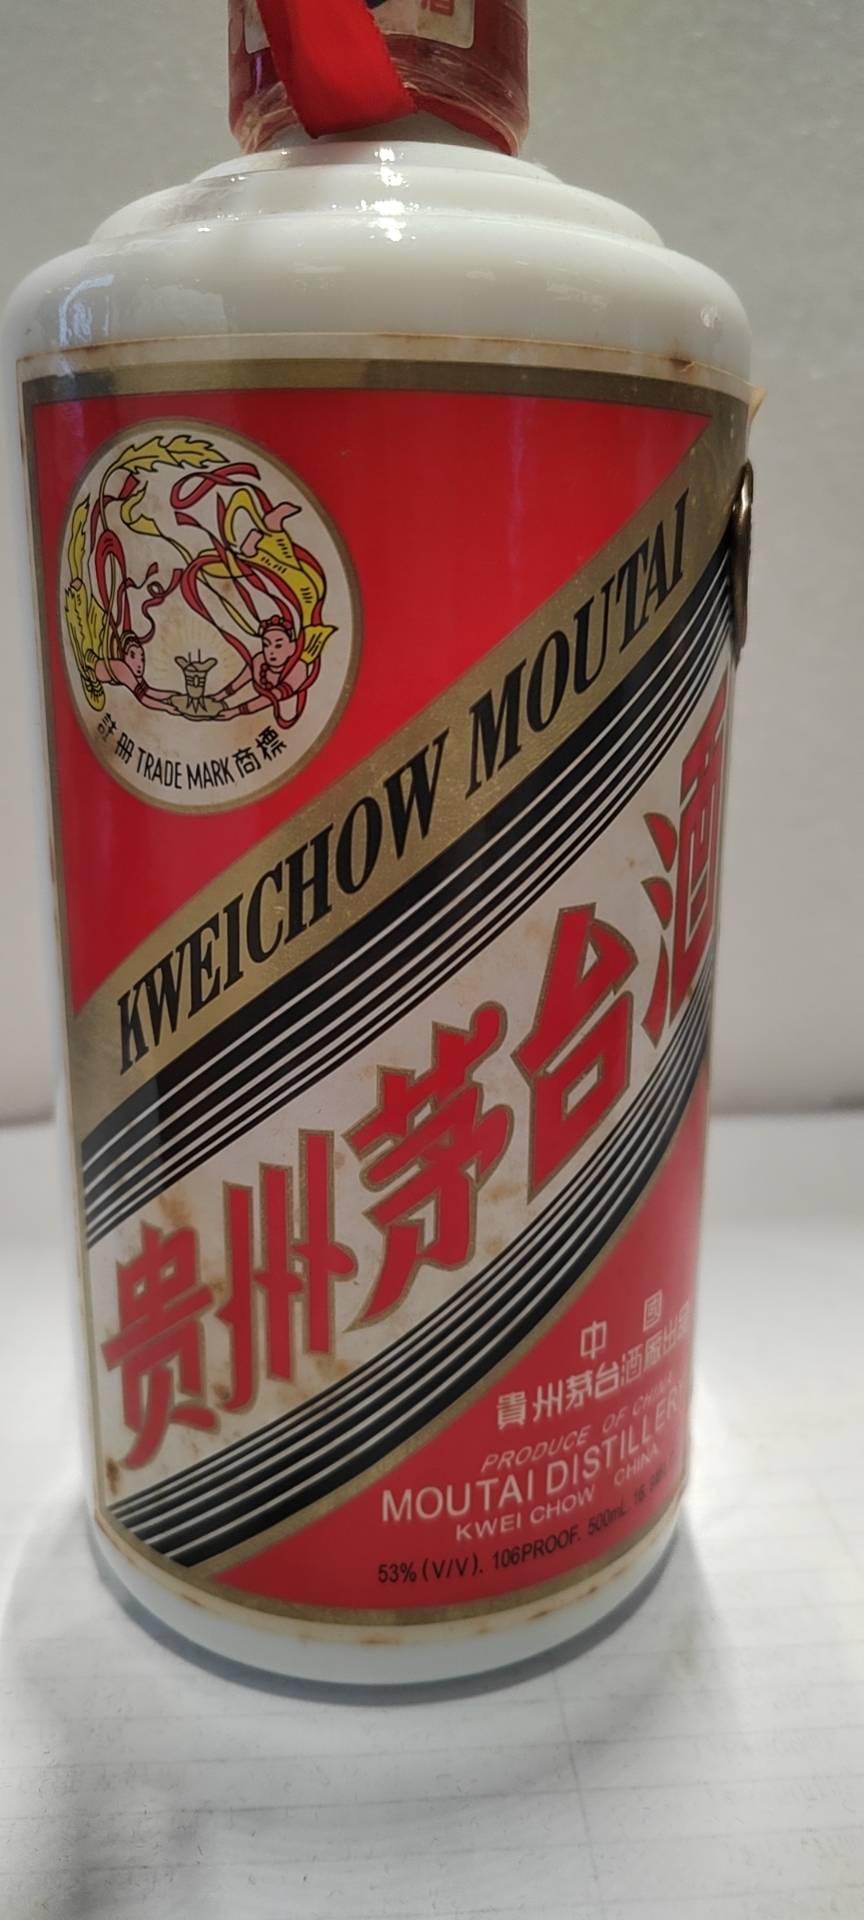 酒
註冊 TRADE MARK 商標
KWEICHOW MOUTAI
贵州茅台酒
中國
貴州茅台酒廠出品
PRODUCE OF CHINA
MOUTAI DISTILLERY
KWEI CHOW CHINA
53% (V/V). 106PROOF. 500mL.